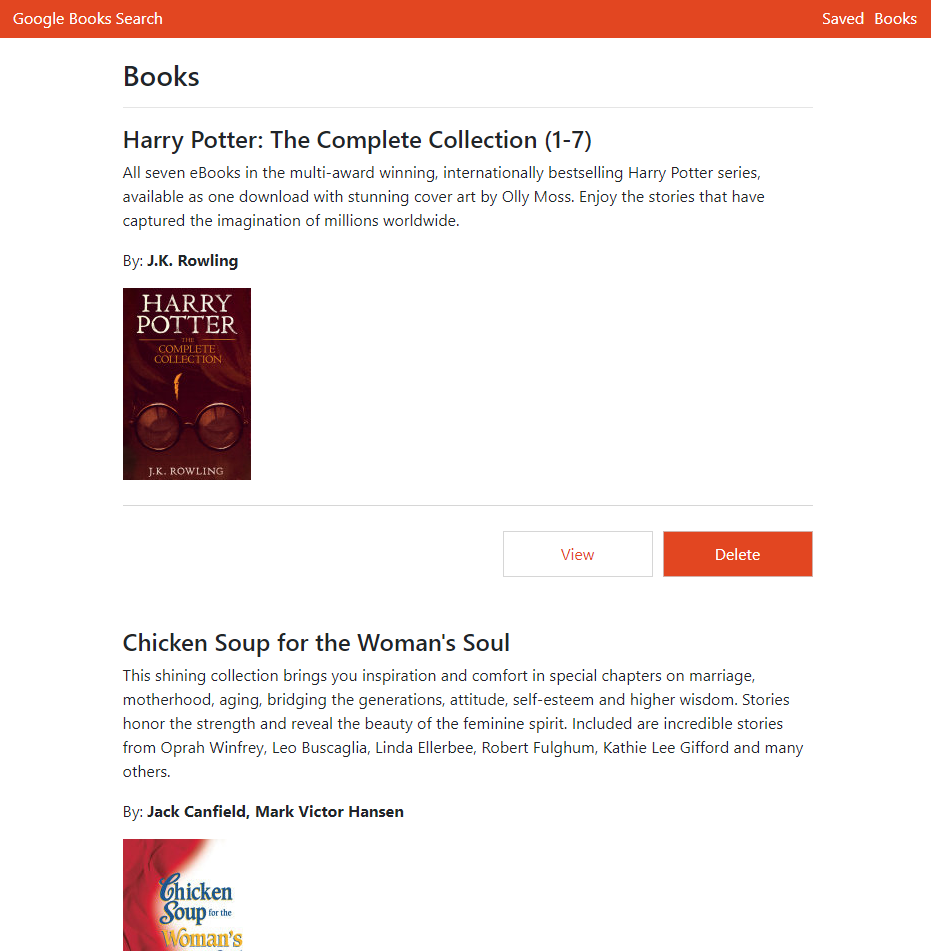 Google Books Search
Saved Books
Books
Harry Potter: The Complete Collection (1-7)
All seven eBooks in the multi-award winning, internationally bestselling Harry Potter series,
available as one download with stunning cover art by Olly Moss. Enjoy the stories that have
captured the imagination of millions worldwide.
By: J.K. Rowling
HARRY
POTTER
THE
COMPLETE
COLLECTION
J.K. ROWLING
View
Delete
Chicken Soup for the Woman's Soul
This shining collection brings you inspiration and comfort in special chapters on marriage,
motherhood, aging, bridging the generations, attitude, self-esteem and higher wisdom. Stories
honor the strength and reveal the beauty of the feminine spirit. Included are incredible stories
from Oprah Winfrey, Leo Buscaglia, Linda Ellerbee, Robert Fulghum, Kathie Lee Gifford and many
others.
By: Jack Canfield, Mark Victor Hansen
Chicken
Soup for the
Woman's